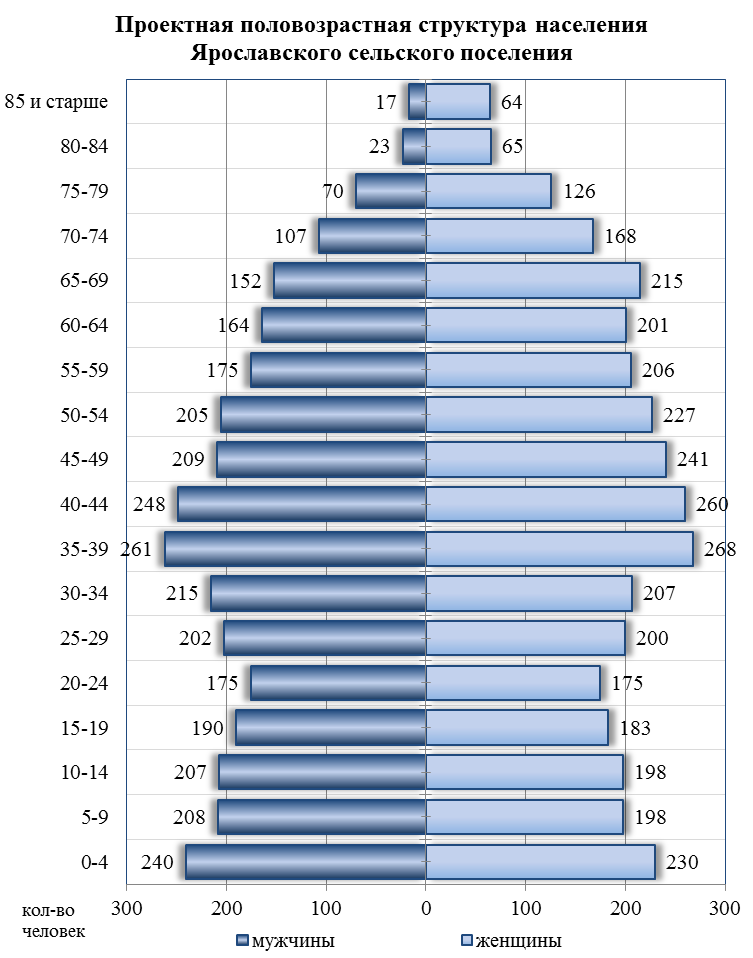 Проектная половозрастная структура населения
Ярославского сельского поселения
85 и старше 17 64
80-84 23 65
75-79 70 126
70-74 107 168
65-69 152 215
60-64 164 201
55-59 175 206
50-54 205 227
45-49 209 241
40-44 248 260
35-39 261 268
30-34 215 207
25-29 202 200
20-24 175 175
15-19 190 183
10-14 207 198
5-9 208 198
0-4 240 230
300 200 100 0 100 200 300
кол-во
человек
мужчины женщины